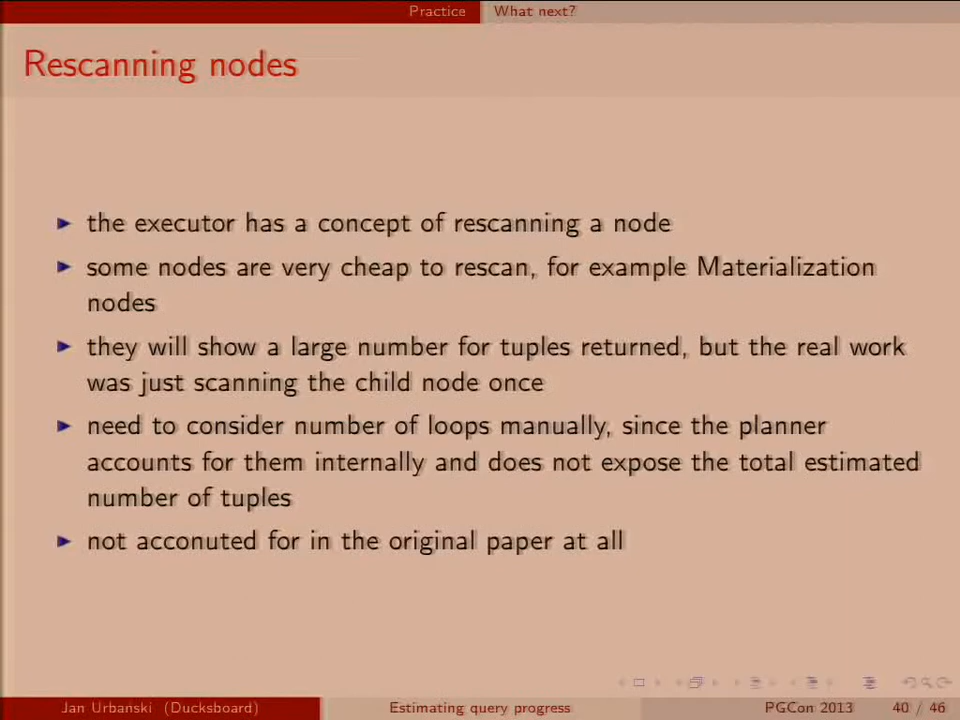 Practice What next?
Rescanning nodes
the executor has a concept of rescanning a node
some nodes are very cheap to rescan, for example Materialization
nodes
they will show a large number for tuples returned, but the real work
was just scanning the child node once
need to consider number of loops manually, since the planner
accounts for them internally and does not expose the total estimated
number of tuples
not acconuted for in the original paper at all
Jan Urbański (Ducksboard) Estimating query progress PGCon 2013 40 / 46